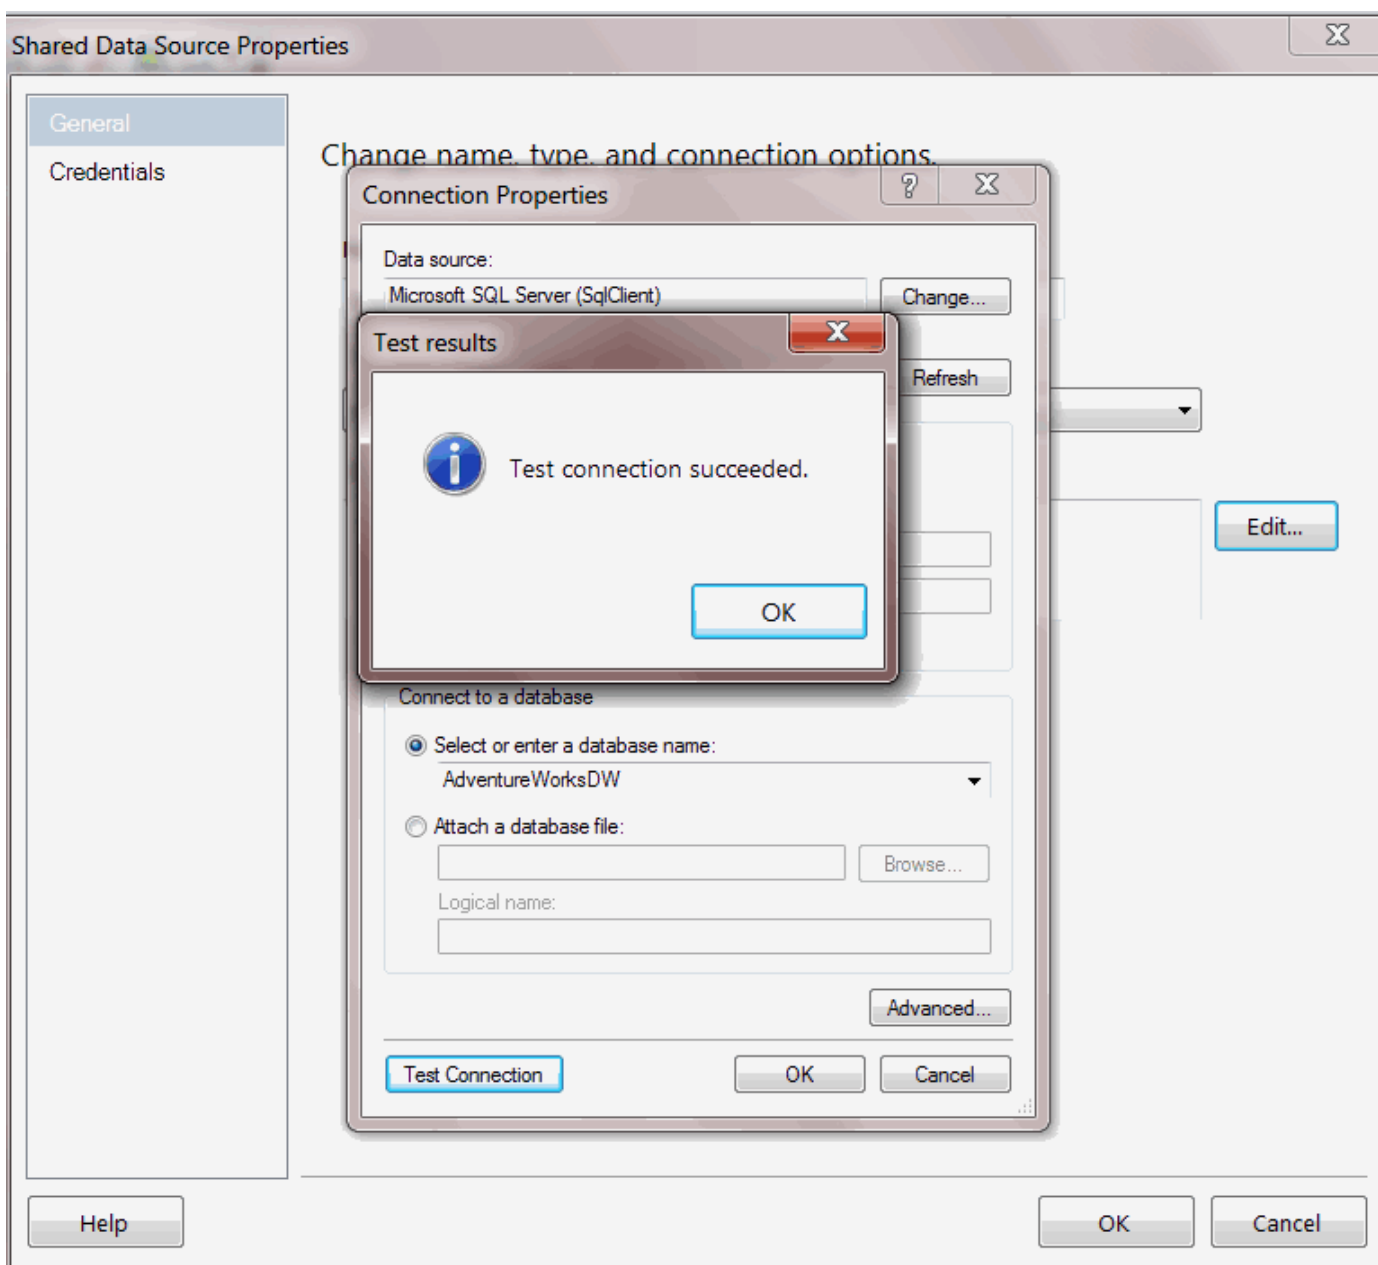 Shared Data Source Properties
General
Credentials
Change name, type, and connection options.
Connection Properties
Data source:
Microsoft SQL Server (SqlClient)
Change...
Refresh
Test results
Test connection succeeded.
OK
Edit...
Connect to a database
Select or enter a database name:
AdventureWorksDW
Attach a database file:
Browse...
Logical name:
Advanced...
Test Connection
OK
Cancel
Help
OK
Cancel